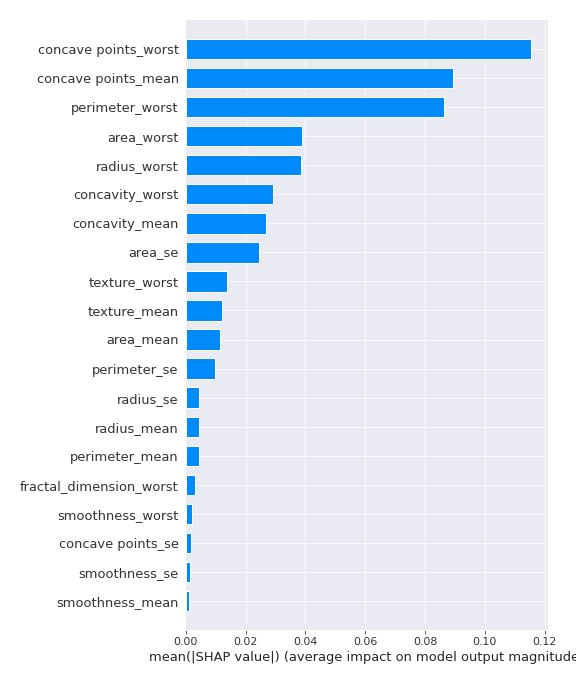 concave points_worst
concave points_mean
perimeter_worst
area_worst
radius_worst
concavity_worst
concavity_mean
area_se
texture_worst
texture_mean
area_mean
perimeter_se
radius_se
radius_mean
perimeter_mean
fractal_dimension_worst
smoothness_worst
concave points_se
smoothness_se
smoothness_mean
0.00 0.02 0.04 0.06 0.08 0.10 0.12
mean(|SHAP value|) (average impact on model output magnitude